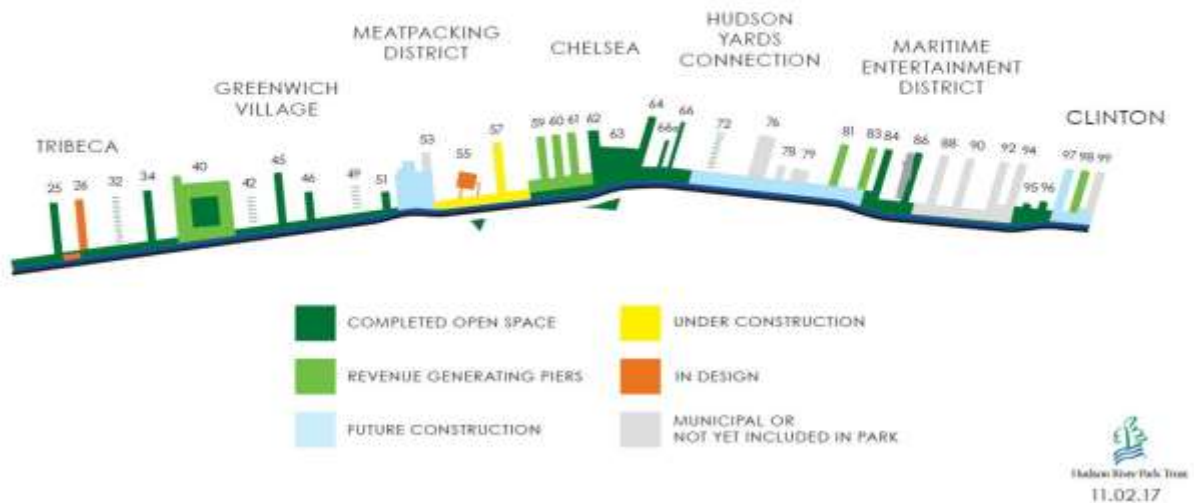 HUDSON
YARDS
CONNECTION
MEATPACKING
DISTRICT
CHELSEA
MARITIME
ENTERTAINMENT
DISTRICT
GREENWICH
VILLAGE
CLINTON
TRIBECA
25
26
32
34
40
42
45
46
49
51
53
55
57
59
60
61
62
63
64
66a
66
72
76
78
79
81
83
84
86
88
90
92
94
95
96
97
98
99
COMPLETED OPEN SPACE
UNDER CONSTRUCTION
REVENUE GENERATING PIERS
IN DESIGN
FUTURE CONSTRUCTION
MUNICIPAL OR
NOT YET INCLUDED IN PARK
Hudson River Park Trust
11.02.17